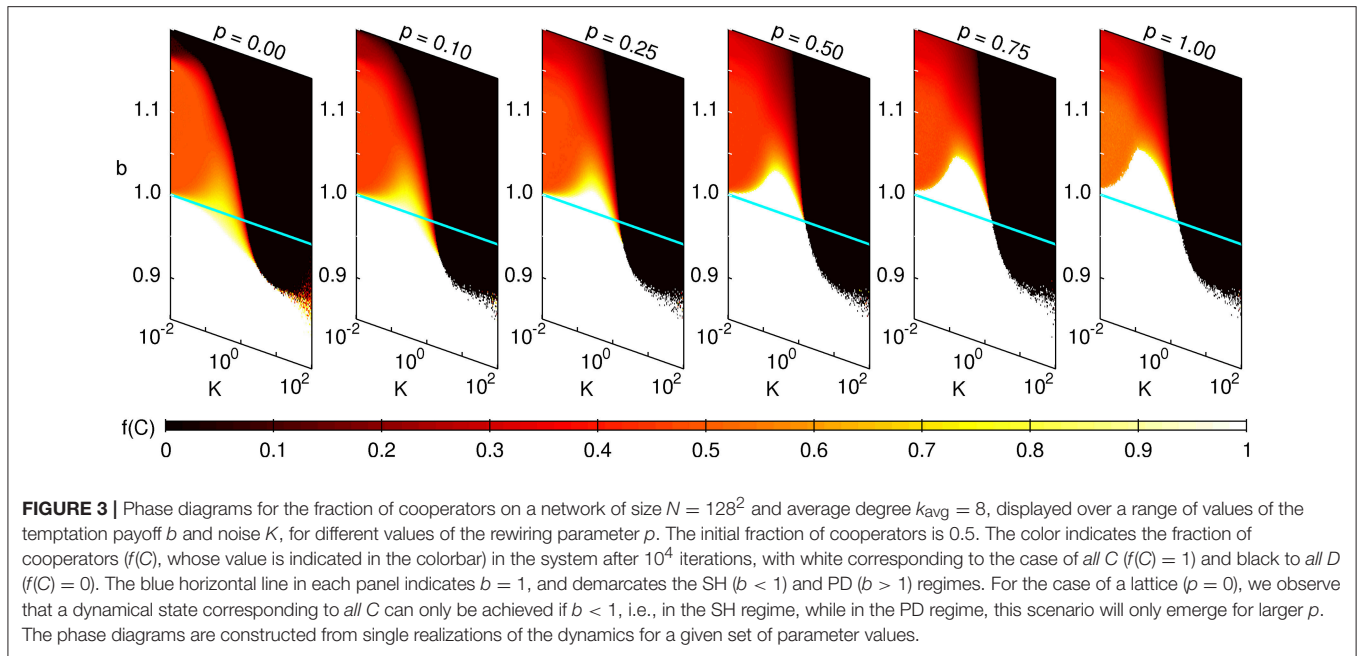 p = 0.00 p = 0.10 p = 0.25 p = 0.50 p = 0.75 p = 1.00
1.1 1.1 1.1 1.1 1.1 1.1
b
1.0 1.0 1.0 1.0 1.0 1.0
0.9 0.9 0.9 0.9 0.9 0.9
10⁻² 10⁻² 10⁻² 10⁻² 10⁻² 10⁻²
10⁰ 10⁰ 10⁰ 10⁰ 10⁰ 10⁰
K 10² K 10² K 10² K 10² K 10² K 10²
f(C)
0 0.1 0.2 0.3 0.4 0.5 0.6 0.7 0.8 0.9 1
FIGURE 3 | Phase diagrams for the fraction of cooperators on a network of size N = 128² and average degree kavg = 8, displayed over a range of values of the
temptation payoff b and noise K, for different values of the rewiring parameter p. The initial fraction of cooperators is 0.5. The color indicates the fraction of
cooperators (f(C), whose value is indicated in the colorbar) in the system after 10⁴ iterations, with white corresponding to the case of all C (f(C) = 1) and black to all D
(f(C) = 0). The blue horizontal line in each panel indicates b = 1, and demarcates the SH (b < 1) and PD (b > 1) regimes. For the case of a lattice (p = 0), we observe
that a dynamical state corresponding to all C can only be achieved if b < 1, i.e., in the SH regime, while in the PD regime, this scenario will only emerge for larger p.
The phase diagrams are constructed from single realizations of the dynamics for a given set of parameter values.